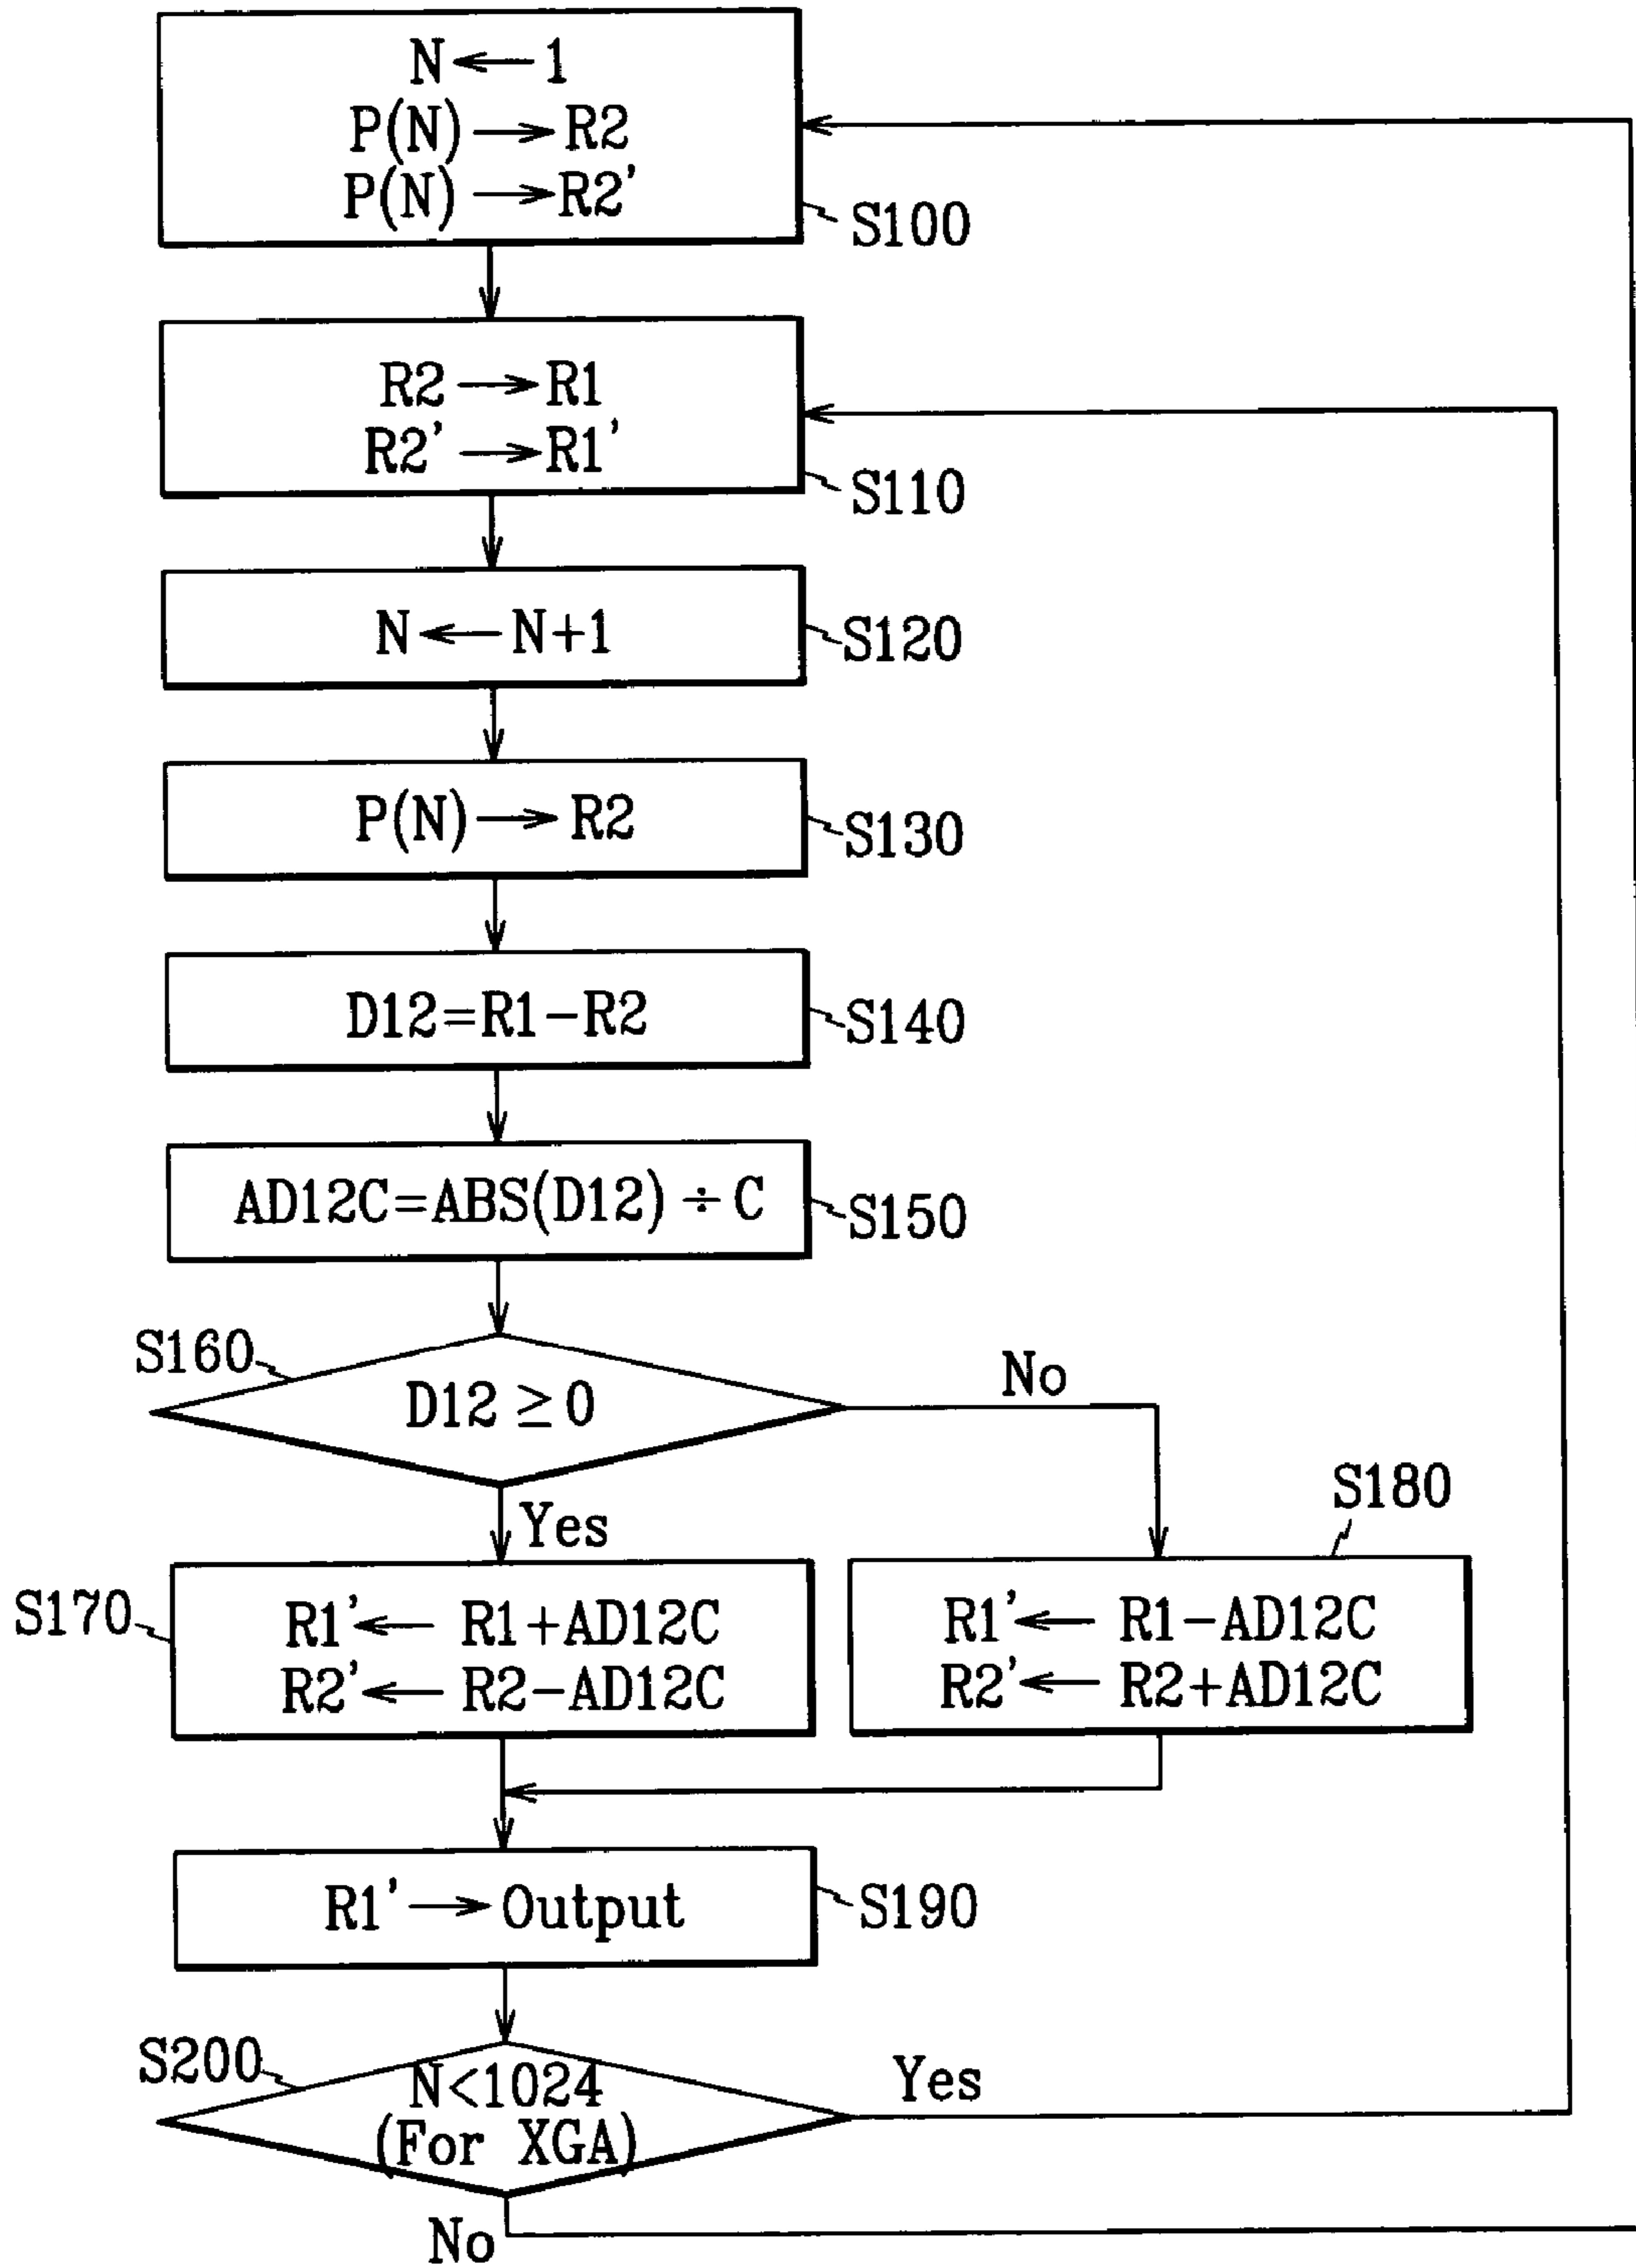 N ← 1
P(N) → R2
P(N) → R2'
S100
R2 → R1
R2' → R1'
S110
N ← N+1
S120
P(N) → R2
S130
D12=R1-R2
S140
AD12C=ABS(D12) ÷ C
S150
S160
D12 ≥ 0
No
Yes
S170
R1' ← R1+AD12C
R2' ← R2-AD12C
S180
R1' ← R1-AD12C
R2' ← R2+AD12C
R1' → Output
S190
S200
N<1024
(For XGA)
Yes
No